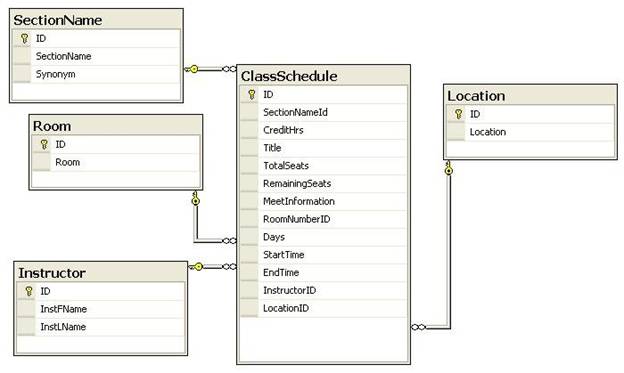 SectionName
ID
SectionName
Synonym
Room
ID
Room
Instructor
ID
InstFName
InstLName
ClassSchedule
ID
SectionNameId
CreditHrs
Title
TotalSeats
RemainingSeats
MeetInformation
RoomNumberID
Days
StartTime
EndTime
InstructorID
LocationID
Location
ID
Location